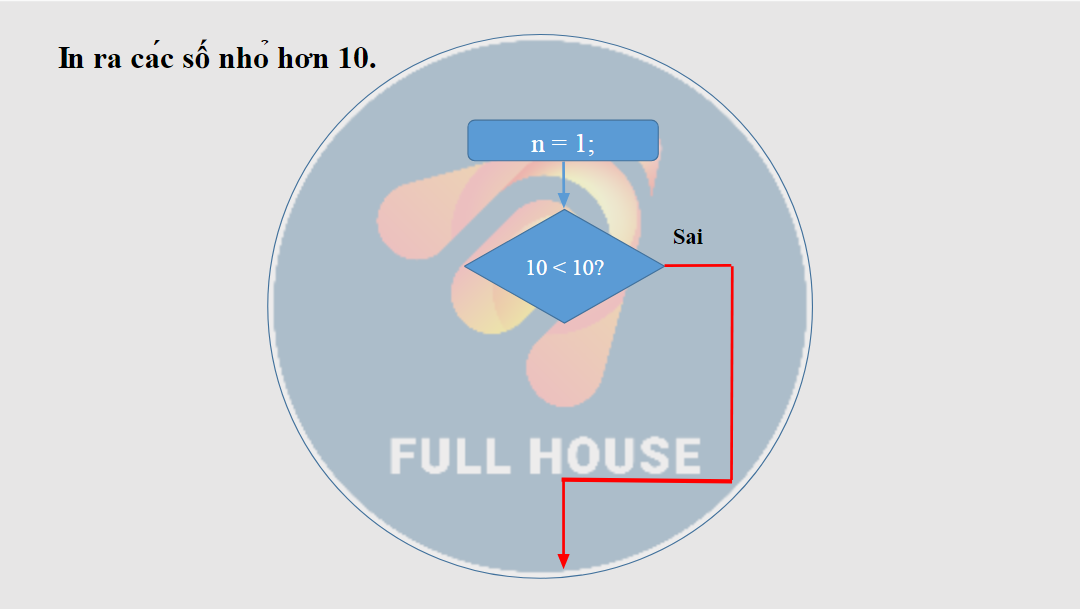 In ra các số nhỏ hơn 10.
n = 1;
Sai
10 < 10?
FULL HOUSE